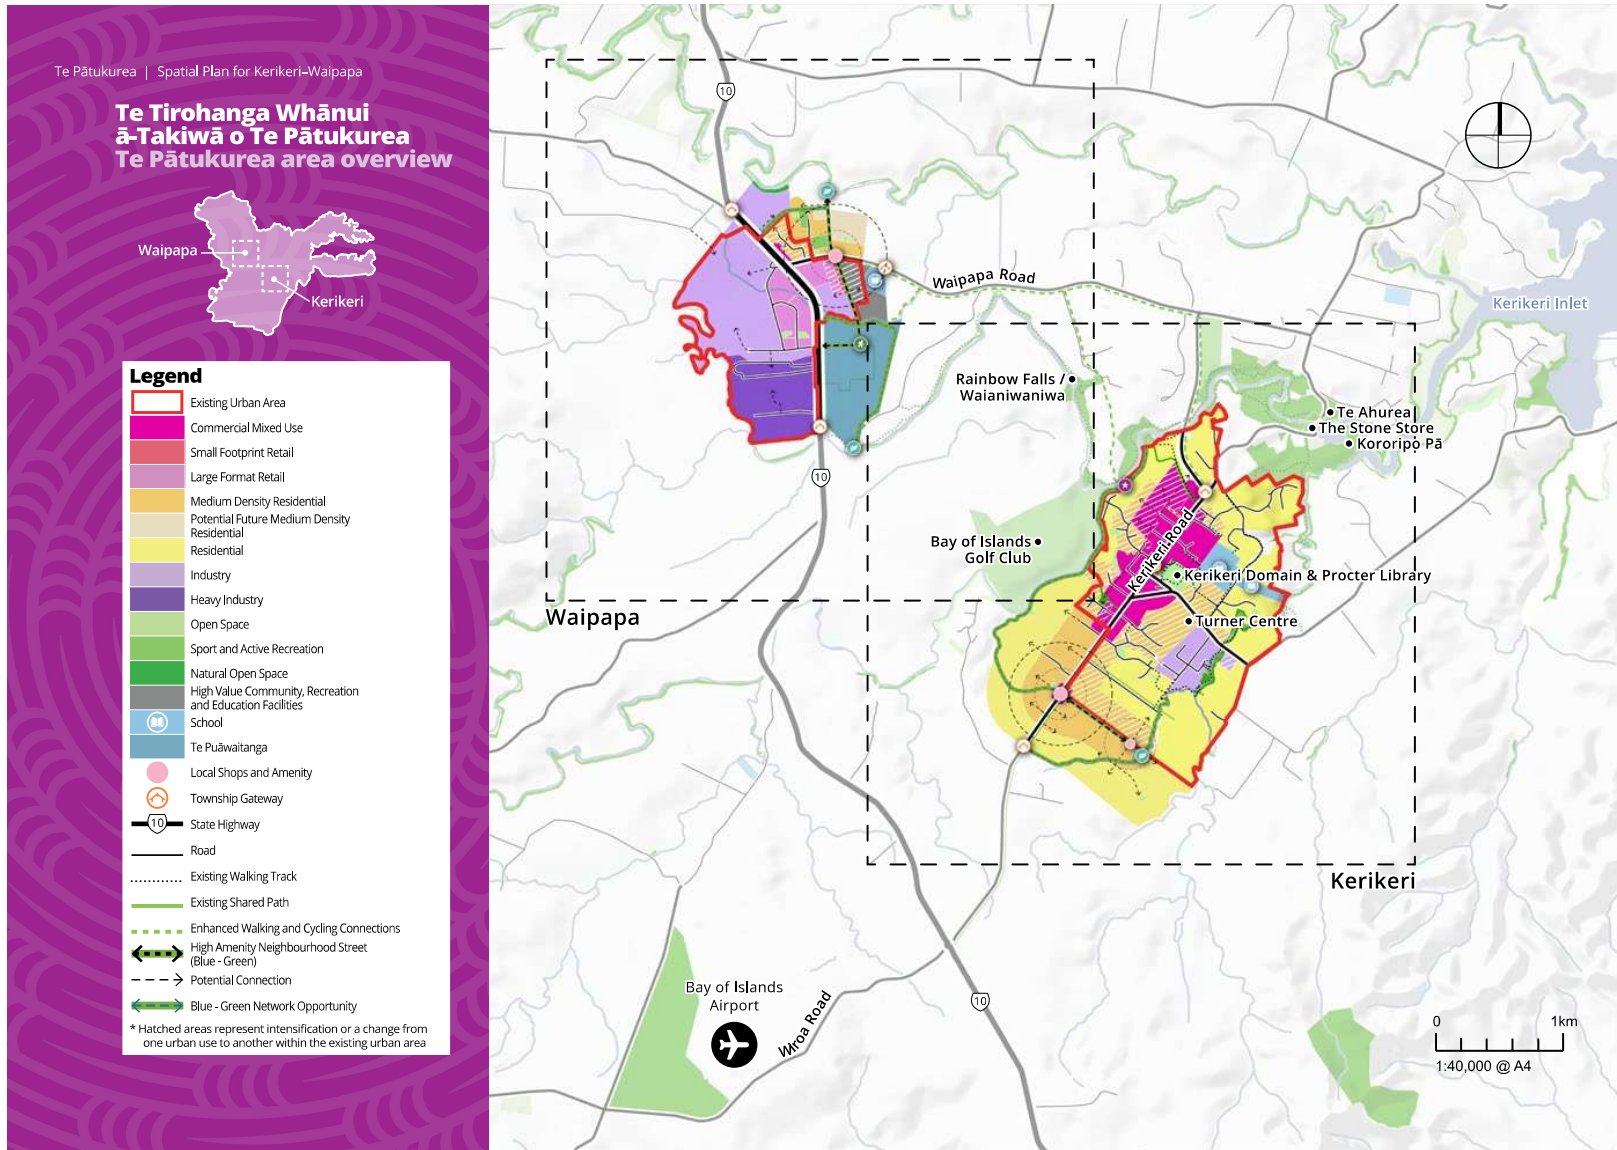 Te Pātukurea | Spatial Plan for Kerikeri–Waipapa
Te Tirohanga Whānui
ā-Takiwā o Te Pātukurea
Te Pātukurea area overview
Waipapa
Kerikeri
Legend
Existing Urban Area
Commercial Mixed Use
Small Footprint Retail
Large Format Retail
Medium Density Residential
Potential Future Medium Density
Residential
Residential
Industry
Heavy Industry
Open Space
Sport and Active Recreation
Natural Open Space
High Value Community, Recreation
and Education Facilities
School
Te Puāwaitanga
Local Shops and Amenity
Township Gateway
10
State Highway
Road
Existing Walking Track
Existing Shared Path
Enhanced Walking and Cycling Connections
High Amenity Neighbourhood Street
(Blue - Green)
Potential Connection
Blue - Green Network Opportunity
* Hatched areas represent intensification or a change from
one urban use to another within the existing urban area
10
Waipapa Road
Kerikeri Inlet
Rainbow Falls /
Waianiwaniwa
Te Ahurea
The Stone Store
Kororipo Pā
10
Bay of Islands
Golf Club
Kerikeri Road
Kerikeri Domain & Procter Library
Turner Centre
Waipapa
Kerikeri
Bay of Islands
Airport
Wiroa Road
10
0 1km
1:40,000 @ A4